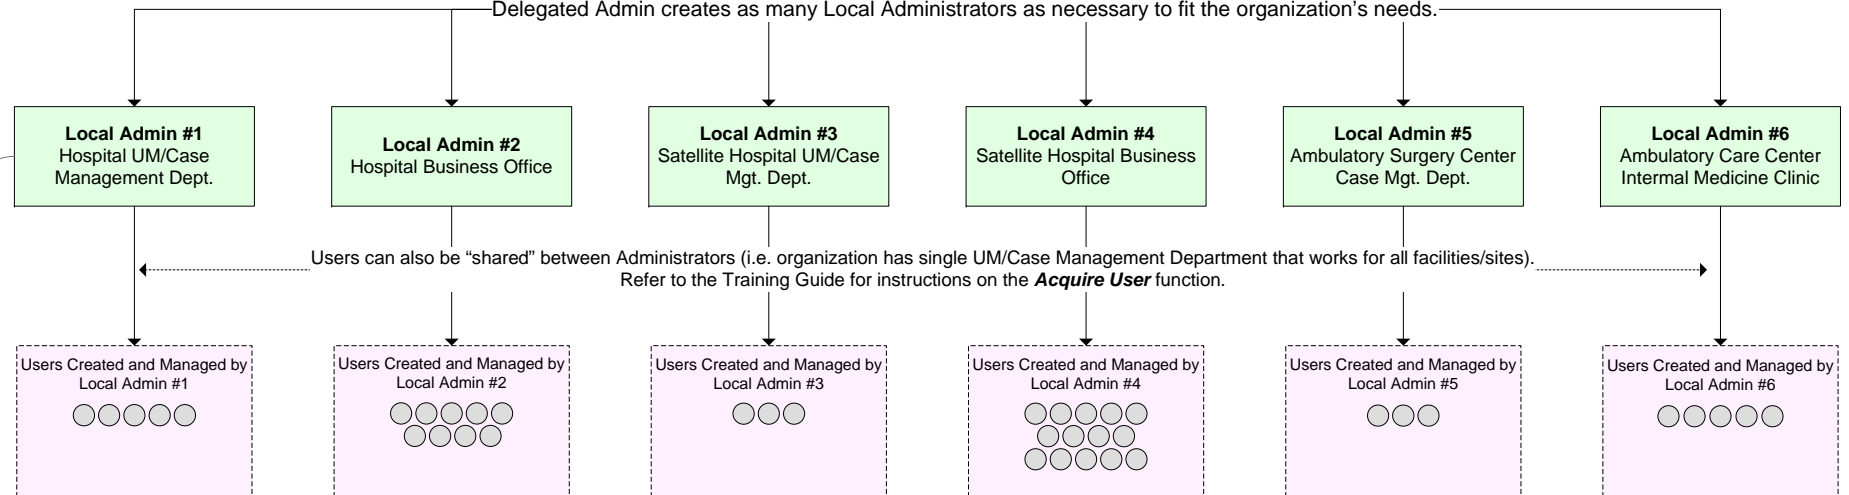 Delegated Admin creates as many Local Administrators as necessary to fit the organization's needs.
Local Admin #1
Hospital UM/Case
Management Dept.
Local Admin #2
Hospital Business Office
Local Admin #3
Satellite Hospital UM/Case
Mgt. Dept.
Local Admin #4
Satellite Hospital Business
Office
Local Admin #5
Ambulatory Surgery Center
Case Mgt. Dept.
Local Admin #6
Ambulatory Care Center
Intermal Medicine Clinic
Users can also be “shared” between Administrators (i.e. organization has single UM/Case Management Department that works for all facilities/sites).
Refer to the Training Guide for instructions on the Acquire User function.
Users Created and Managed by
Local Admin #1
Users Created and Managed by
Local Admin #2
Users Created and Managed by
Local Admin #3
Users Created and Managed by
Local Admin #4
Users Created and Managed by
Local Admin #5
Users Created and Managed by
Local Admin #6